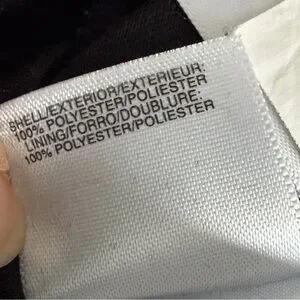 SHELL/EXTERIOR/EXTERIEUR:
100% POLYESTER/POLIESTER
LINING/FORRO/DOUBLURE:
100% POLYESTER/POLIESTER